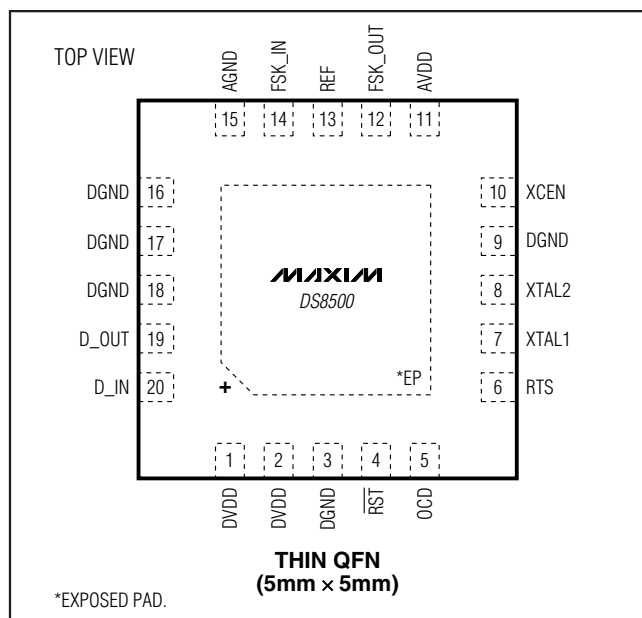 TOP VIEW
AGND
FSK_IN
REF
FSK_OUT
AVDD
15 14 13 12 11
DGND 16
DGND 17
DGND 18
D_OUT 19
D_IN 20
10 XCEN
9 DGND
8 XTAL2
7 XTAL1
6 RTS
MAXIM
DS8500
*EP
+
1 2 3 4 5
DVDD
DVDD
DGND
RST
OCD
THIN QFN
(5mm × 5mm)
*EXPOSED PAD.